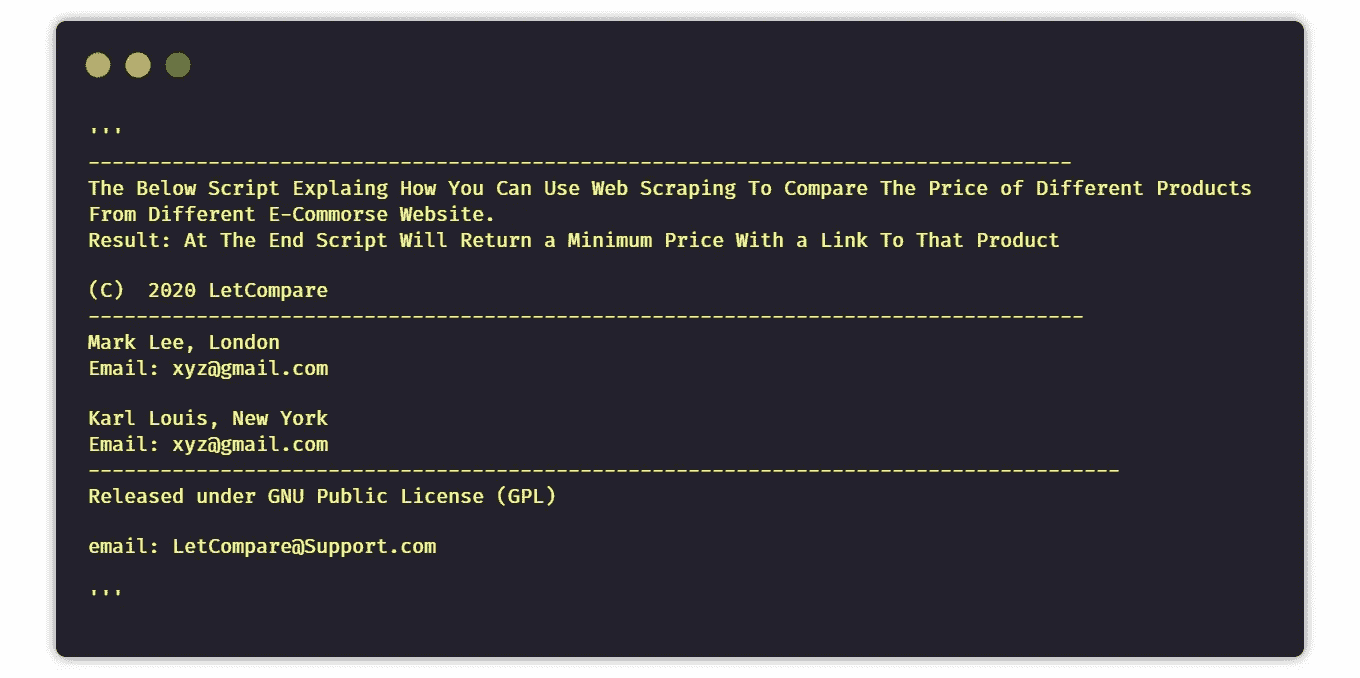 '''
----------------------------------------------------------------------------------
The Below Script Explaing How You Can Use Web Scraping To Compare The Price of Different Products
From Different E-Commorse Website.
Result: At The End Script Will Return a Minimum Price With a Link To That Product
(C)  2020 LetCompare
-----------------------------------------------------------------------------------
Mark Lee, London
Email: xyz@gmail.com
Karl Louis, New York
Email: xyz@gmail.com
--------------------------------------------------------------------------------------
Released under GNU Public License (GPL)
email: LetCompare@Support.com
'''